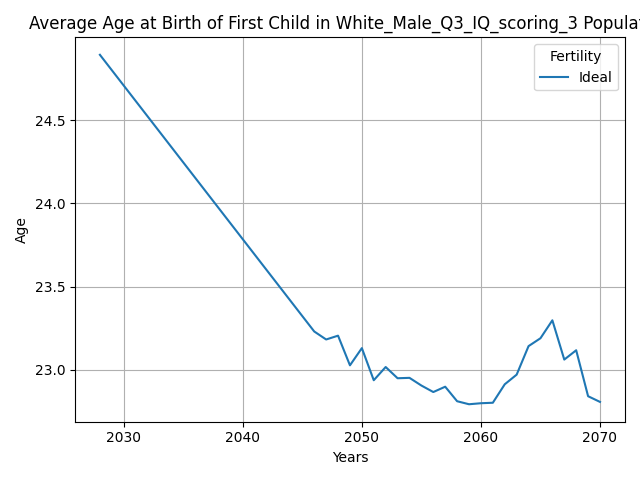 Average Age at Birth of First Child in White_Male_Q3_IQ_scoring_3 Populat
Fertility
Ideal
24.5
24.0
23.5
23.0
Age
2030 2040 2050 2060 2070
Years